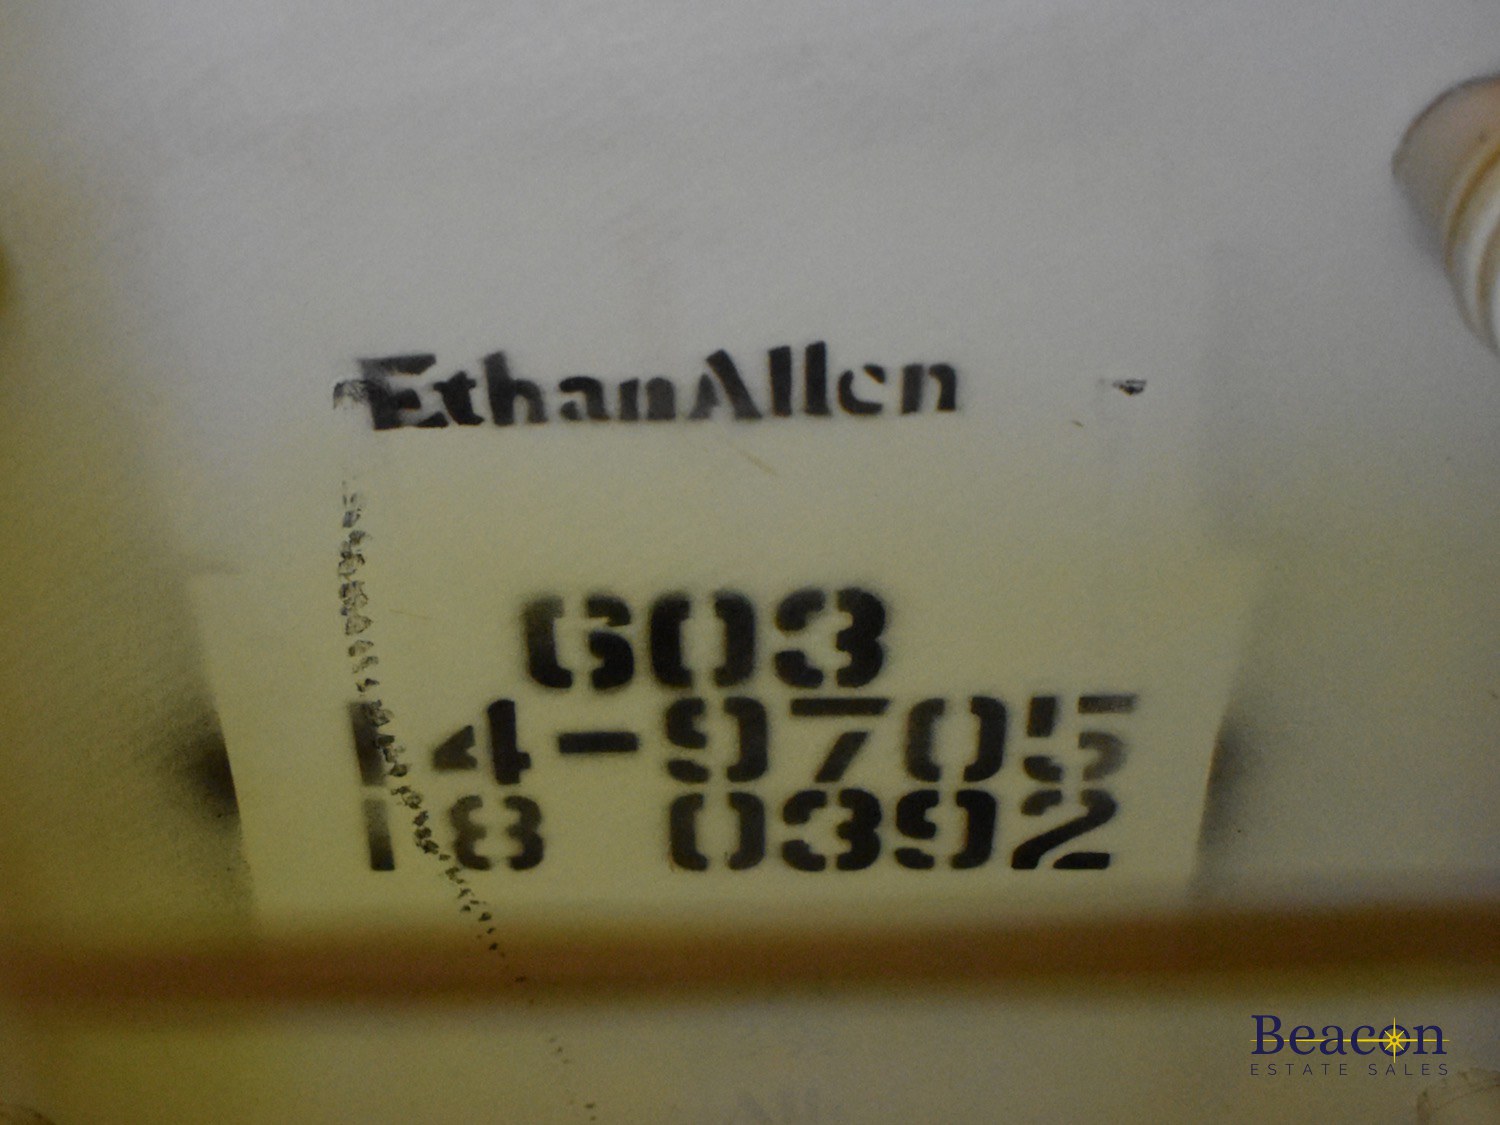 EthanAllen
603
14-9705
18 0392
Beacon
ESTATE SALES